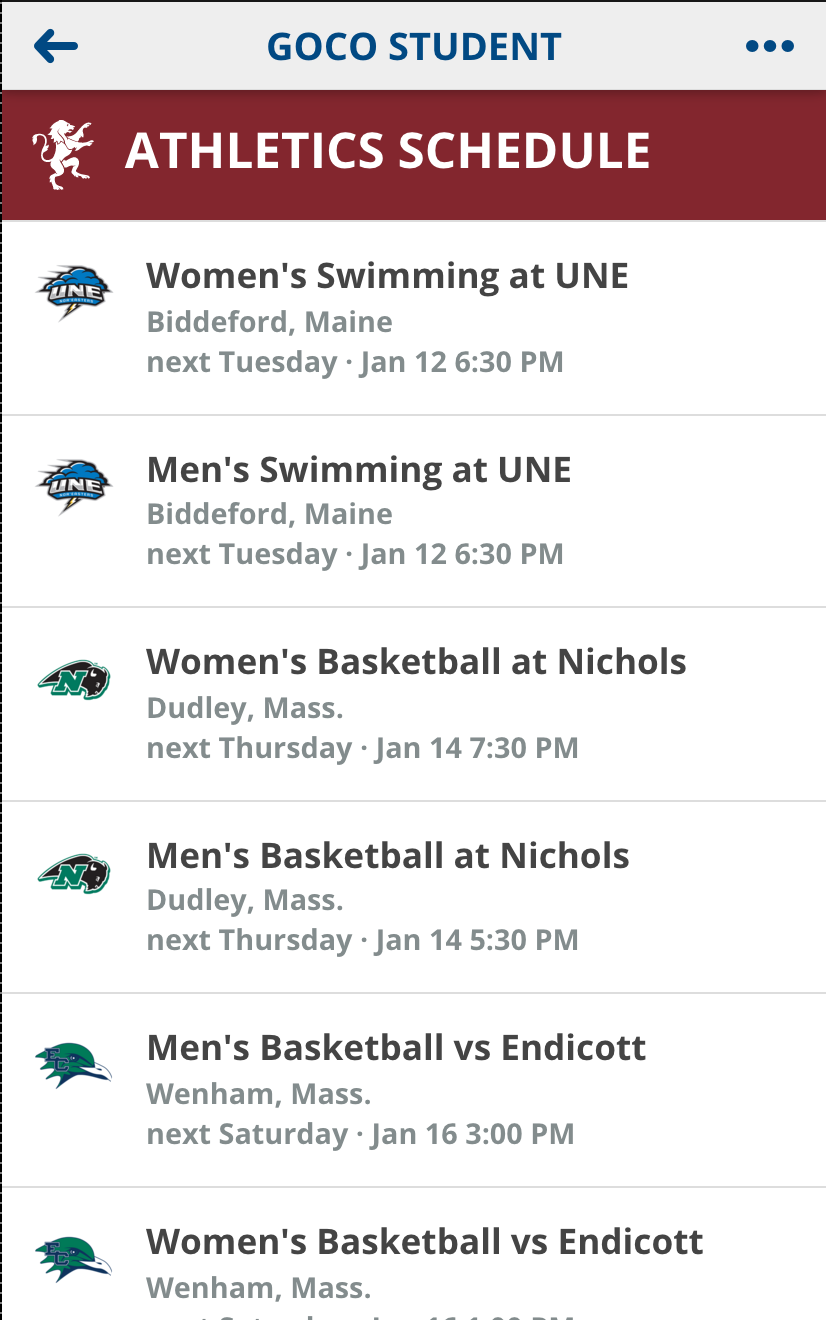 GOCO STUDENT
ATHLETICS SCHEDULE
UNE
Women's Swimming at UNE
Biddeford, Maine
next Tuesday · Jan 12 6:30 PM
UNE
Men's Swimming at UNE
Biddeford, Maine
next Tuesday · Jan 12 6:30 PM
N
Women's Basketball at Nichols
Dudley, Mass.
next Thursday · Jan 14 7:30 PM
N
Men's Basketball at Nichols
Dudley, Mass.
next Thursday · Jan 14 5:30 PM
EC
Men's Basketball vs Endicott
Wenham, Mass.
next Saturday · Jan 16 3:00 PM
EC
Women's Basketball vs Endicott
Wenham, Mass.